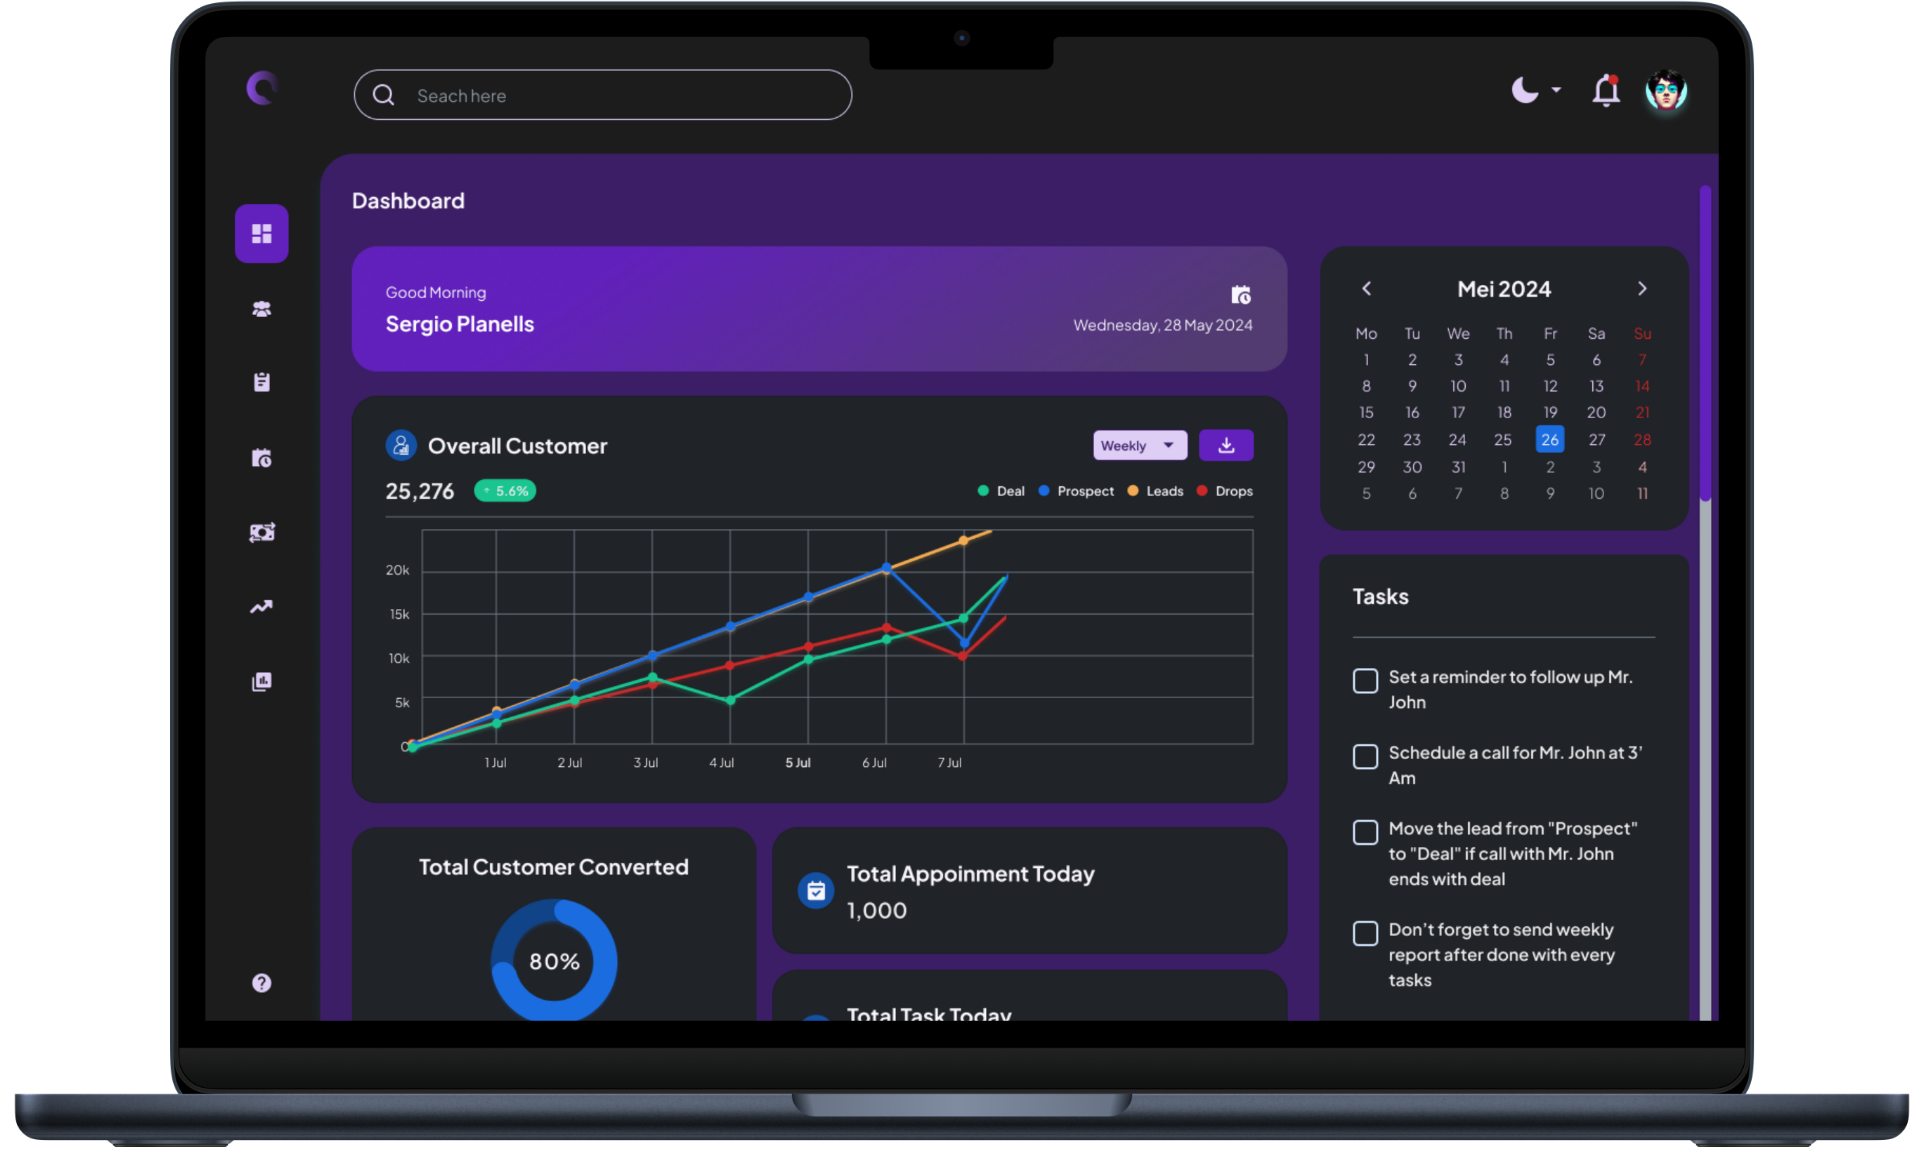 Seach here
Dashboard
Good Morning
Sergio Planells
Wednesday, 28 May 2024
Overall Customer
Weekly
25,276
↑ 5.6%
Deal
Prospect
Leads
Drops
20k
15k
10k
5k
0
1 Jul 2 Jul 3 Jul 4 Jul 5 Jul 6 Jul 7 Jul
Total Customer Converted
80%
Total Appoinment Today
1,000
Total Task Today
Mei 2024
Mo Tu We Th Fr Sa Su
1 2 3 4 5 6 7
8 9 10 11 12 13 14
15 16 17 18 19 20 21
22 23 24 25 26 27 28
29 30 31 1 2 3 4
5 6 7 8 9 10 11
Tasks
Set a reminder to follow up Mr.
John
Schedule a call for Mr. John at 3’
Am
Move the lead from "Prospect"
to "Deal" if call with Mr. John
ends with deal
Don’t forget to send weekly
report after done with every
tasks